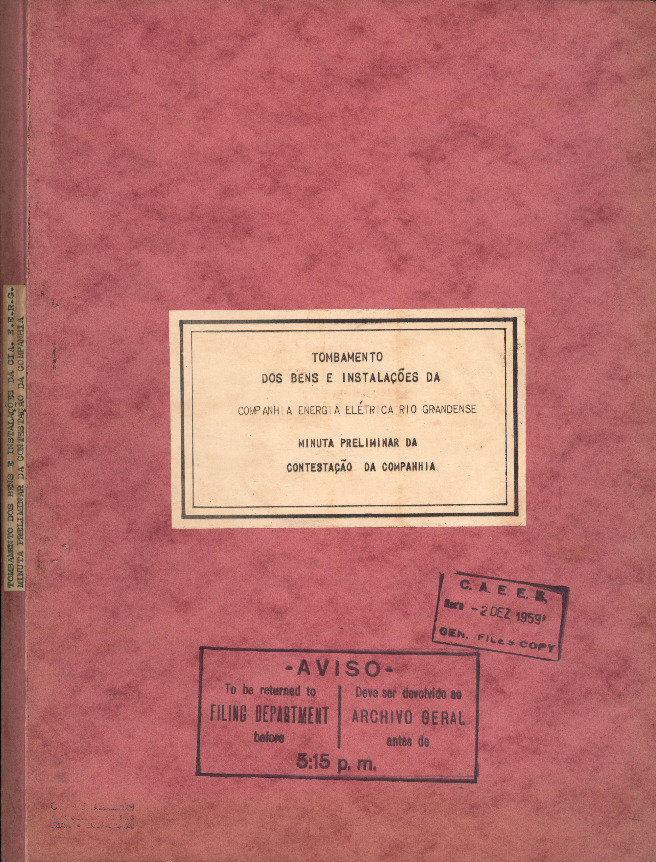 TOMBAMENTO DOS BENS E INSTALAÇÕES DA CIA. E.E.R.G.
MINUTA PRELIMINAR DA CONTESTAÇÃO DA COMPANHIA
TOMBAMENTO
DOS BENS E INSTALAÇÕES DA
COMPANHIA ENERGIA ELÉTRICA RIO GRANDENSE
MINUTA PRELIMINAR DA
CONTESTAÇÃO DA COMPANHIA
C. A. E. E. B.
-2 DEZ 1959
GEN. FILES COPY
-AVISO-
To be returned to
FILING DEPARTMENT
before
Deve ser devolvido ao
ARCHIVO GERAL
antes de
5:15 p. m.